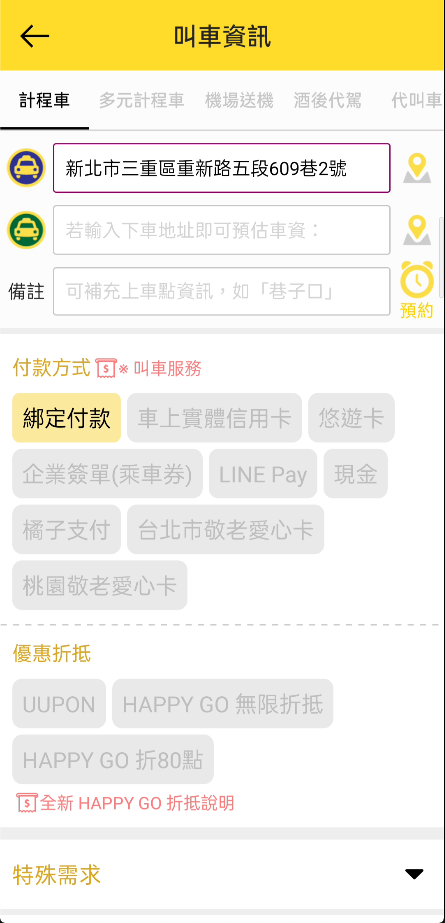 叫車資訊
計程車 多元計程車 機場送機 酒後代駕 代叫車
新北市三重區重新路五段609巷2號
若輸入下車地址即可預估車資：
備註 可補充上車點資訊，如「巷子口」 預約
付款方式 $ ※ 叫車服務
綁定付款 車上實體信用卡 悠遊卡
企業簽單(乘車券) LINE Pay 現金
橘子支付 台北市敬老愛心卡
桃園敬老愛心卡
優惠折抵
UUPON HAPPY GO 無限折抵
HAPPY GO 折80點
$ 全新 HAPPY GO 折抵說明
特殊需求